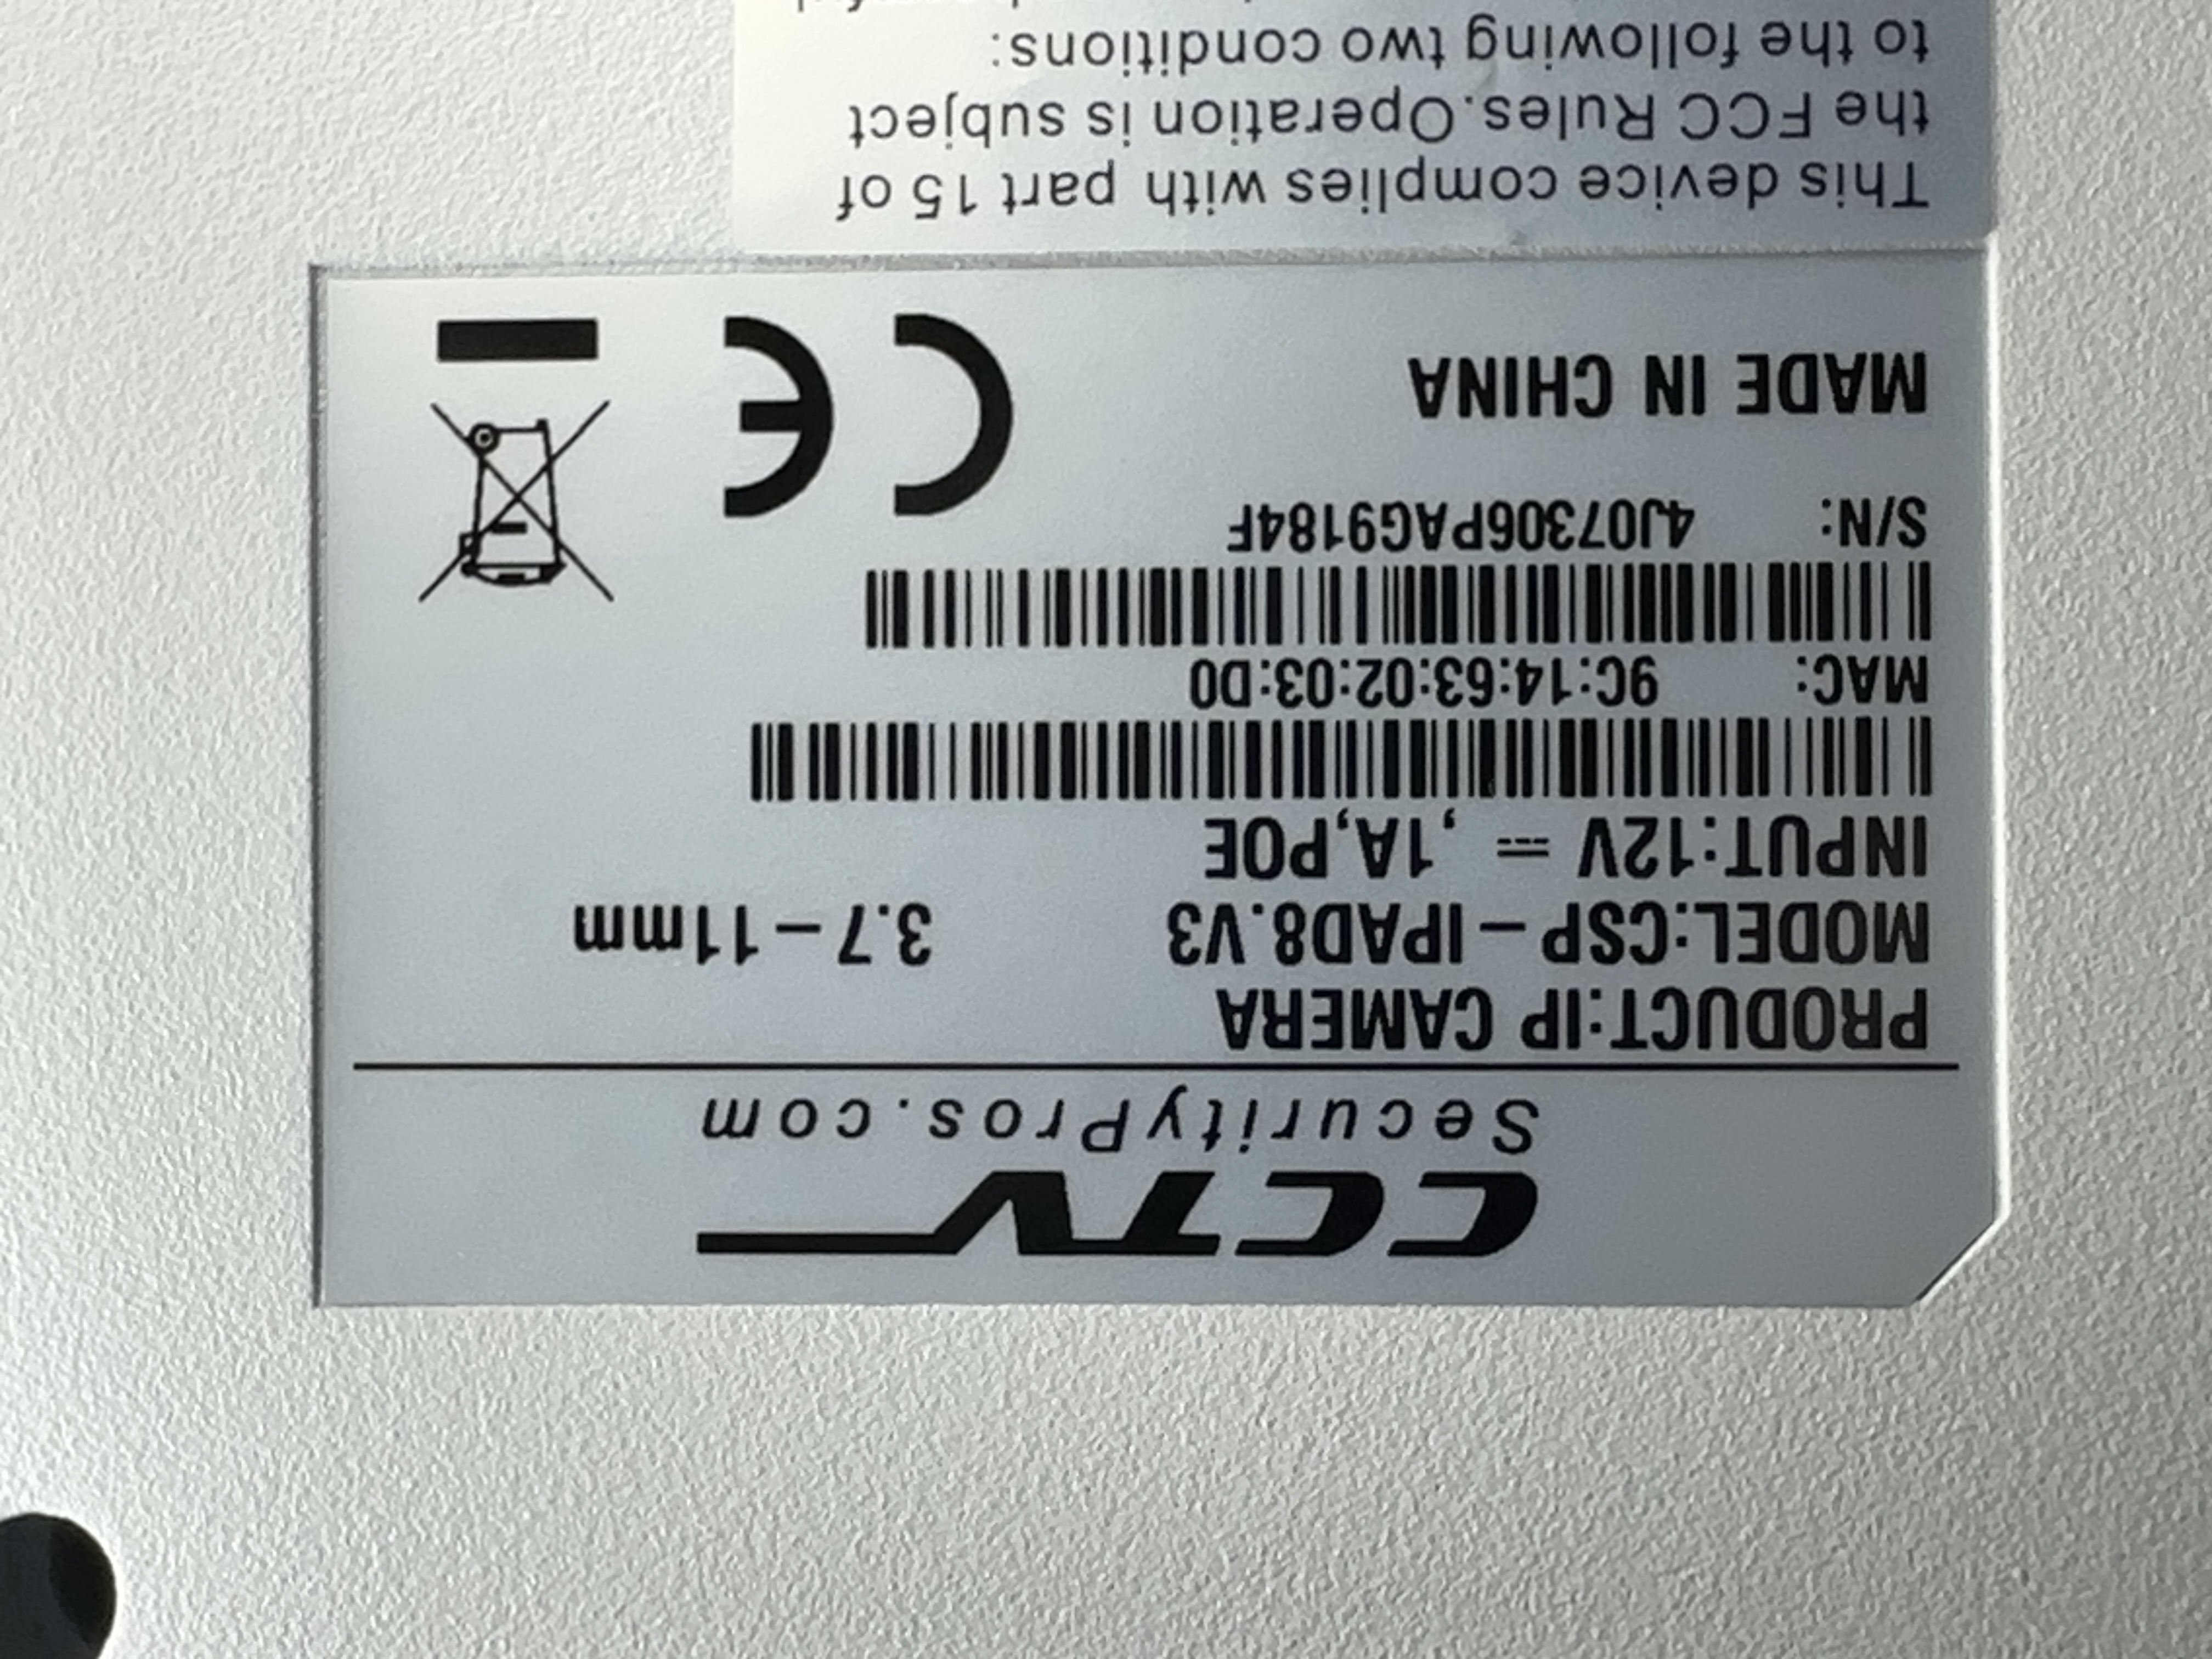 CCTV
SecurityPros.com
PRODUCT:IP CAMERA
MODEL:CSP-IPAD8.V3 3.7-11mm
INPUT:12V ⎓ ,1A,POE
MAC: 9C:14:63:02:03:D0
S/N: 4J07306PAG9184F
MADE IN CHINA
CE
This device complies with part 15 of
the FCC Rules.Operation is subject
to the following two conditions: